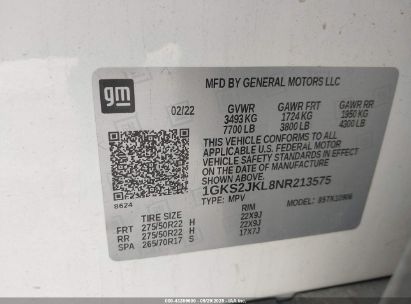 gm
MFD BY GENERAL MOTORS LLC
02/22
GVWR GAWR FRT GAWR RR
3493 KG 1724 KG 1950 KG
7700 LB 3800 LB 4300 LB
THIS VEHICLE CONFORMS TO ALL
APPLICABLE U.S. FEDERAL MOTOR
VEHICLE SAFETY STANDARDS IN EFFECT
ON THE DATE OF MANUFACTURE
1GKS2JKL8NR213575
TYPE: MPV MODEL:
8624
TIRE SIZE RIM
FRT 275/50R22 H 22X9J
RR 275/50R22 H 22X9J
SPA 265/70R17 S 17X7J